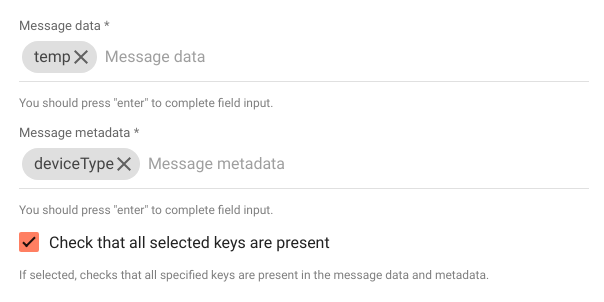 Message data *
temp Message data
You should press "enter" to complete field input.
Message metadata *
deviceType Message metadata
You should press "enter" to complete field input.
Check that all selected keys are present
If selected, checks that all specified keys are present in the message data and metadata.